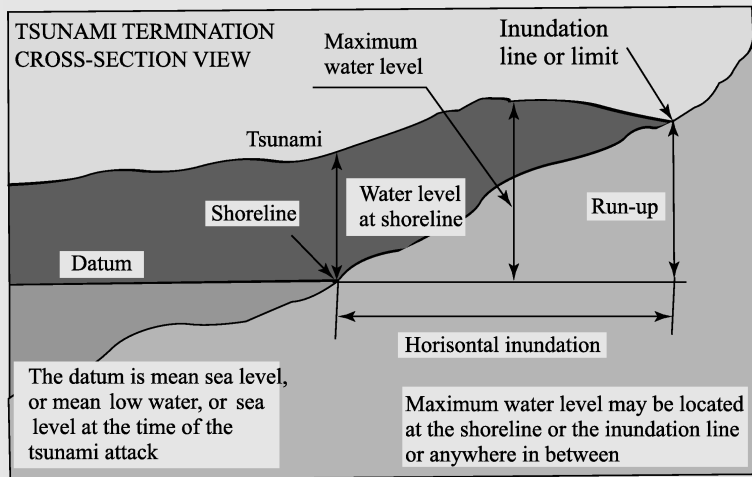 TSUNAMI TERMINATION
CROSS-SECTION VIEW
Maximum
water level
Inundation
line or limit
Tsunami
Shoreline
Water level
at shoreline
Run-up
Datum
Horisontal inundation
The datum is mean sea level,
or mean low water, or sea
level at the time of the
tsunami attack
Maximum water level may be located
at the shoreline or the inundation line
or anywhere in between